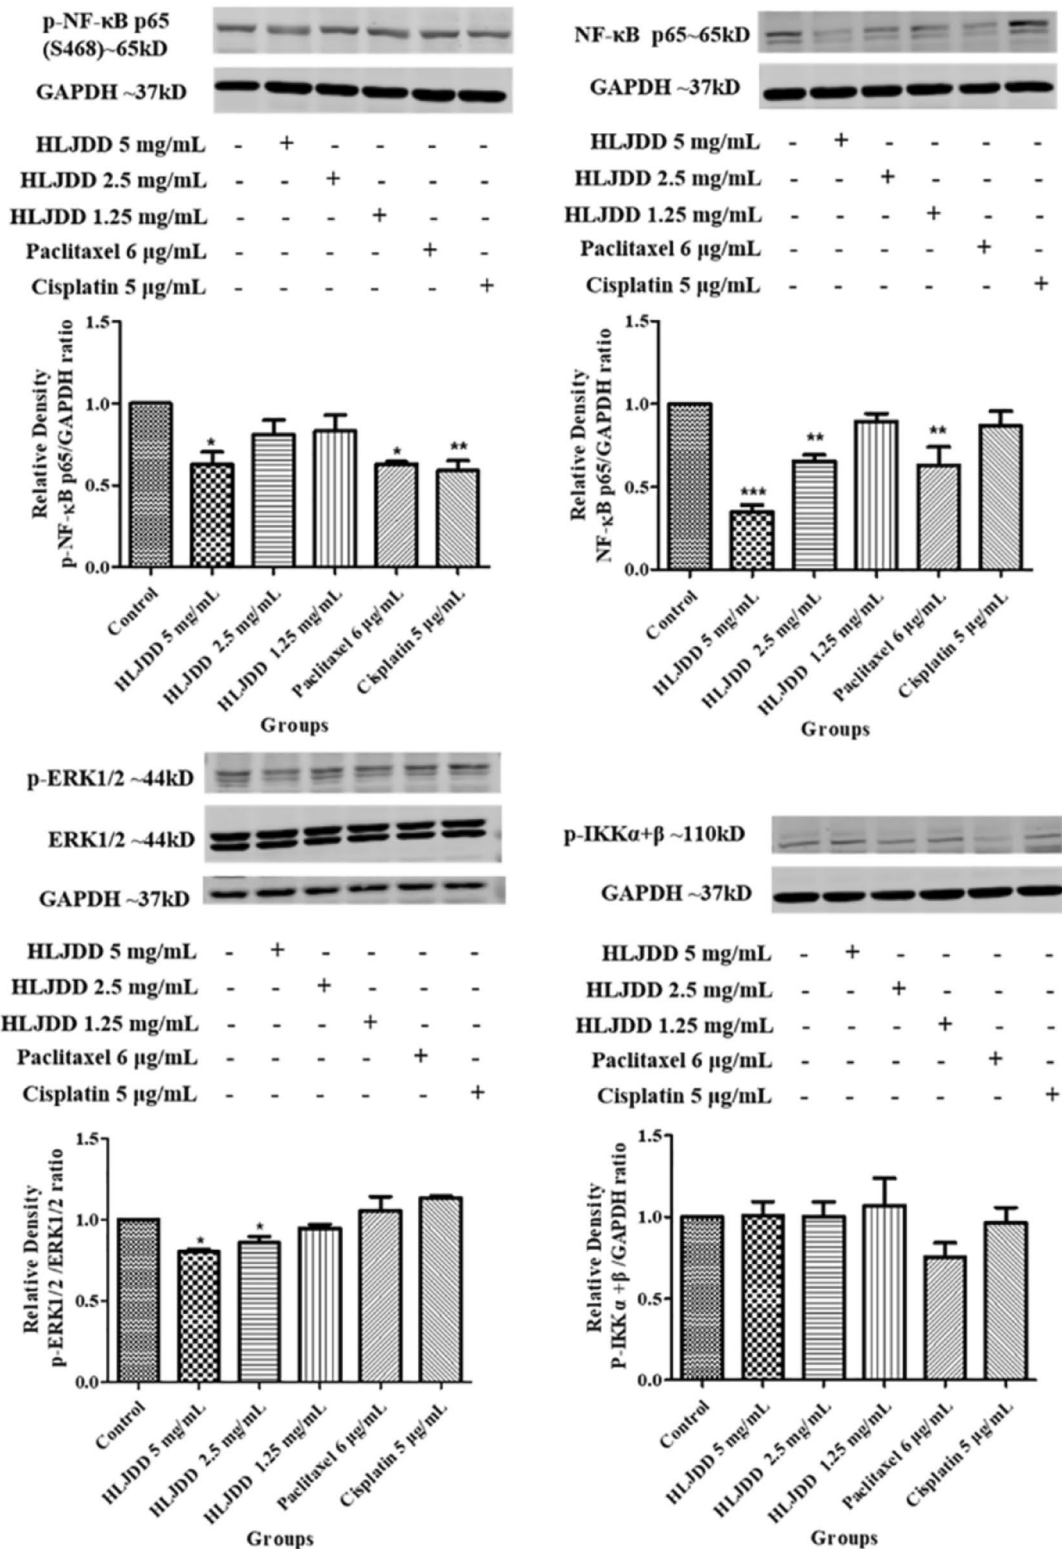 p-NF-κB p65
(S468)~65kD
GAPDH ~37kD
HLJDD 5 mg/mL - + - - - -
HLJDD 2.5 mg/mL - - + - - -
HLJDD 1.25 mg/mL - - - + - -
Paclitaxel 6 μg/mL - - - - + -
Cisplatin 5 μg/mL - - - - - +
Relative Density
p-NF-κB p65/GAPDH ratio
1.5
1.0
0.5
0.0
*
*
**
Control
HLJDD 5 mg/mL
HLJDD 2.5 mg/mL
HLJDD 1.25 mg/mL
Paclitaxel 6 μg/mL
Cisplatin 5 μg/mL
Groups
NF-κB p65~65kD
GAPDH ~37kD
HLJDD 5 mg/mL - + - - - -
HLJDD 2.5 mg/mL - - + - - -
HLJDD 1.25 mg/mL - - - + - -
Paclitaxel 6 μg/mL - - - - + -
Cisplatin 5 μg/mL - - - - - +
Relative Density
NF-κB p65/GAPDH ratio
1.5
1.0
0.5
0.0
***
**
**
Control
HLJDD 5 mg/mL
HLJDD 2.5 mg/mL
HLJDD 1.25 mg/mL
Paclitaxel 6 μg/mL
Cisplatin 5 μg/mL
Groups
p-ERK1/2 ~44kD
ERK1/2 ~44kD
GAPDH ~37kD
HLJDD 5 mg/mL - + - - - -
HLJDD 2.5 mg/mL - - + - - -
HLJDD 1.25 mg/mL - - - + - -
Paclitaxel 6 μg/mL - - - - + -
Cisplatin 5 μg/mL - - - - - +
Relative Density
p-ERK1/2 /ERK1/2 ratio
1.5
1.0
0.5
0.0
*
*
Control
HLJDD 5 mg/mL
HLJDD 2.5 mg/mL
HLJDD 1.25 mg/mL
Paclitaxel 6 μg/mL
Cisplatin 5 μg/mL
Groups
p-IKKα+β ~110kD
GAPDH ~37kD
HLJDD 5 mg/mL - + - - - -
HLJDD 2.5 mg/mL - - + - - -
HLJDD 1.25 mg/mL - - - + - -
Paclitaxel 6 μg/mL - - - - + -
Cisplatin 5 μg/mL - - - - - +
Relative Density
P-IKK α +β /GAPDH ratio
1.5
1.0
0.5
0.0
Control
HLJDD 5 mg/mL
HLJDD 2.5 mg/mL
HLJDD 1.25 mg/mL
Paclitaxel 6 μg/mL
Cisplatin 5 μg/mL
Groups